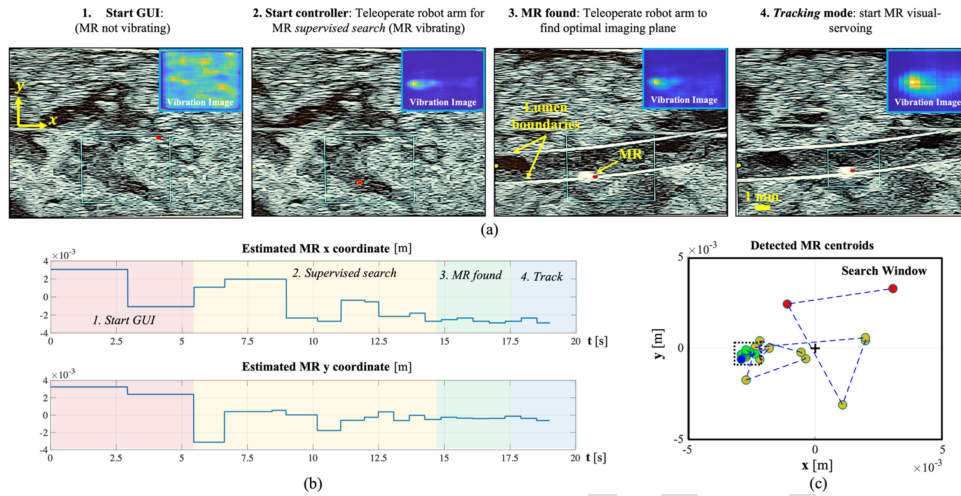 1. Start GUI:
(MR not vibrating)
2. Start controller: Teleoperate robot arm for
MR supervised search (MR vibrating)
3. MR found: Teleoperate robot arm to
find optimal imaging plane
4. Tracking mode: start MR visual-
servoing
y
x
Vibration Image
Vibration Image
Lumen
boundaries
MR
Vibration Image
1 mm
Vibration Image
(a)
Estimated MR x coordinate [m]
×10⁻³
4
2
0
-2
-4
1. Start GUI
2. Supervised search
3. MR found
4. Track
0
2.5
5
7.5
10
12.5
15
17.5
20
t [s]
Estimated MR y coordinate [m]
×10⁻³
4
2
0
-2
-4
0
2.5
5
7.5
10
12.5
15
17.5
20
t [s]
(b)
Detected MR centroids
×10⁻³
5
Search Window
y [m]
0
-5
-5
0
5
x [m]
×10⁻³
(c)